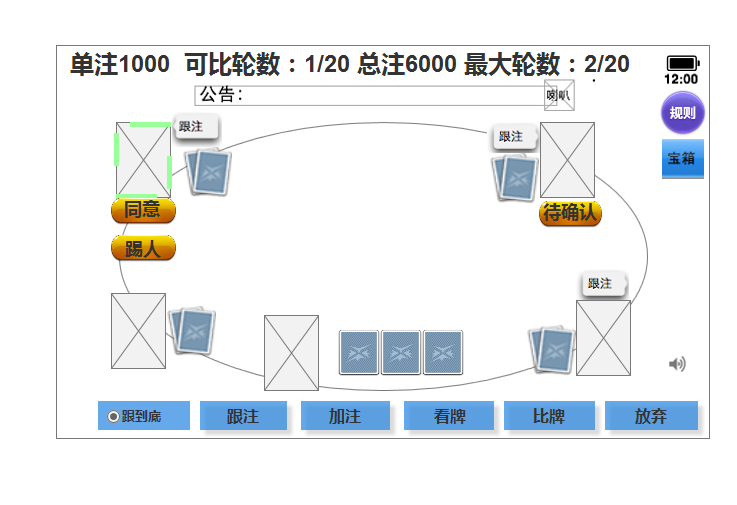 单注1000 可比轮数：1/20 总注6000 最大轮数：2/20
12:00
公告:
喇叭
规则
跟注
跟注
宝箱
同意
待确认
踢人
跟注
跟到底
跟注
加注
看牌
比牌
放弃